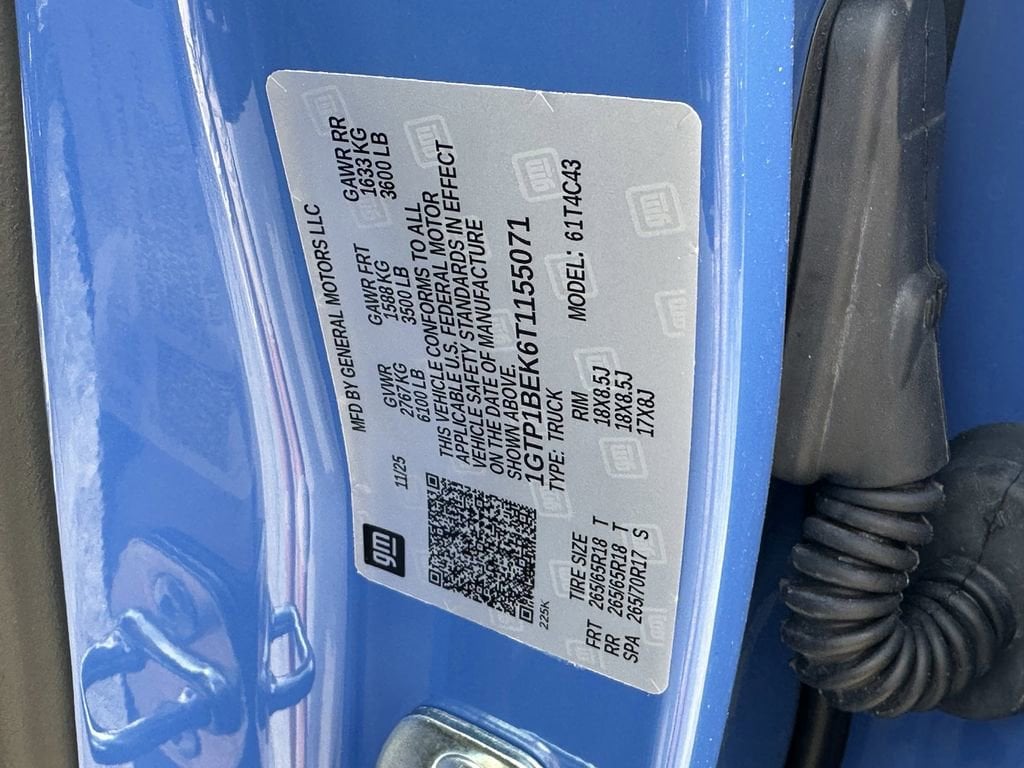 MFD BY GENERAL MOTORS LLC
11/25
GVWR GAWR FRT GAWR RR
2767KG 1588 KG 1633 KG
6100 LB 3500 LB 3600 LB
THIS VEHICLE CONFORMS TO ALL
APPLICABLE U.S. FEDERAL MOTOR
VEHICLE SAFETY STANDARDS IN EFFECT
ON THE DATE OF MANUFACTURE
SHOWN ABOVE.
1GTP1BEK6T1155071
TYPE: TRUCK MODEL: 61T4C43
gm
225K
TIRE SIZE RIM
FRT 265/65R18 T 18X8.5J
RR 265/65R18 T 18X8.5J
SPA 265/70R17 S 17X8J